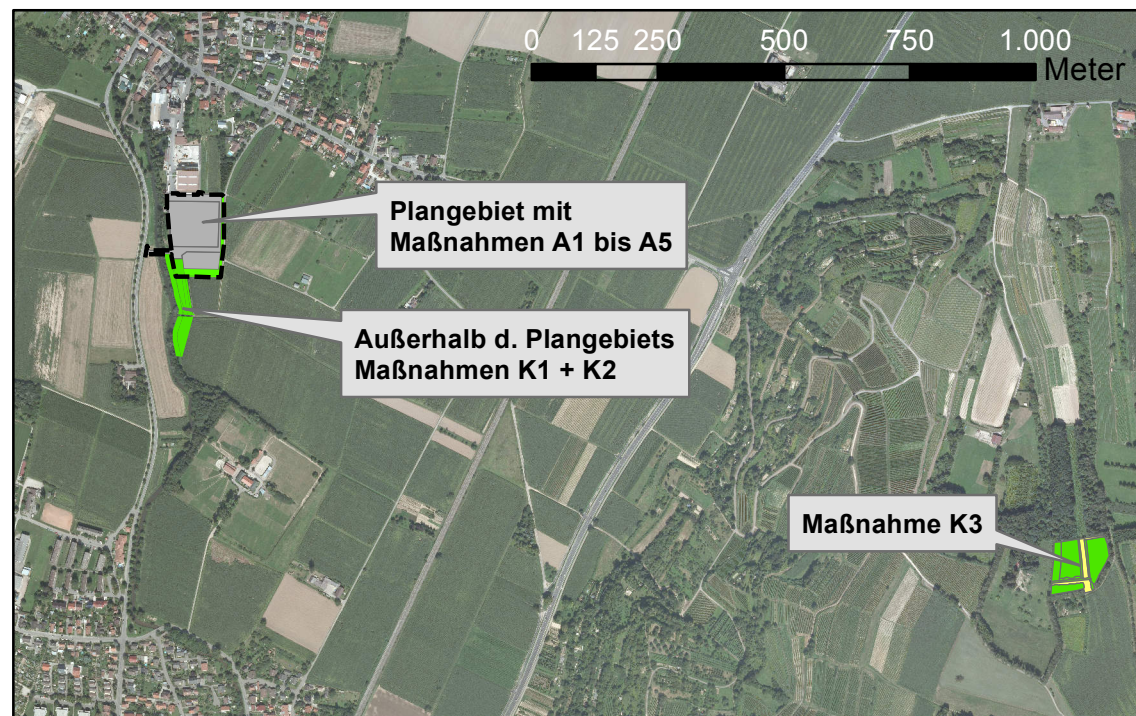 0 125 250 500 750 1.000
Meter
Plangebiet mit
Maßnahmen A1 bis A5
Außerhalb d. Plangebiets
Maßnahmen K1 + K2
Maßnahme K3